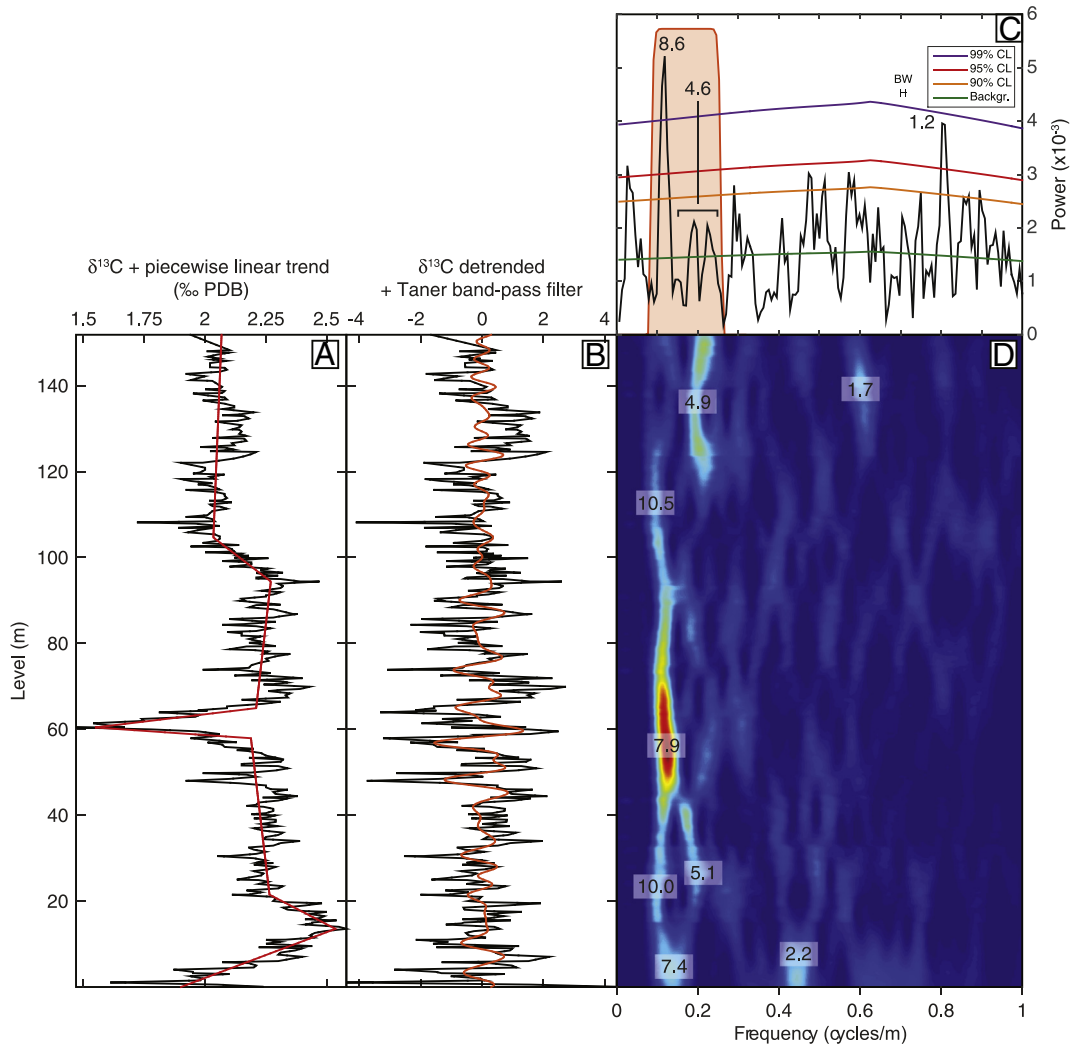 C
6
5
4
3
2
1
0
Power (x10⁻³)
8.6
4.6
BW
H
1.2
99% CL
95% CL
90% CL
Backgr.
δ¹³C + piecewise linear trend
(‰ PDB)
1.5 1.75 2 2.25 2.5
δ¹³C detrended
+ Taner band-pass filter
-4 -2 0 2 4
A
B
D
Level (m)
140
120
100
80
60
40
20
4.9
1.7
10.5
7.9
10.0
5.1
7.4
2.2
0 0.2 0.4 0.6 0.8 1
Frequency (cycles/m)